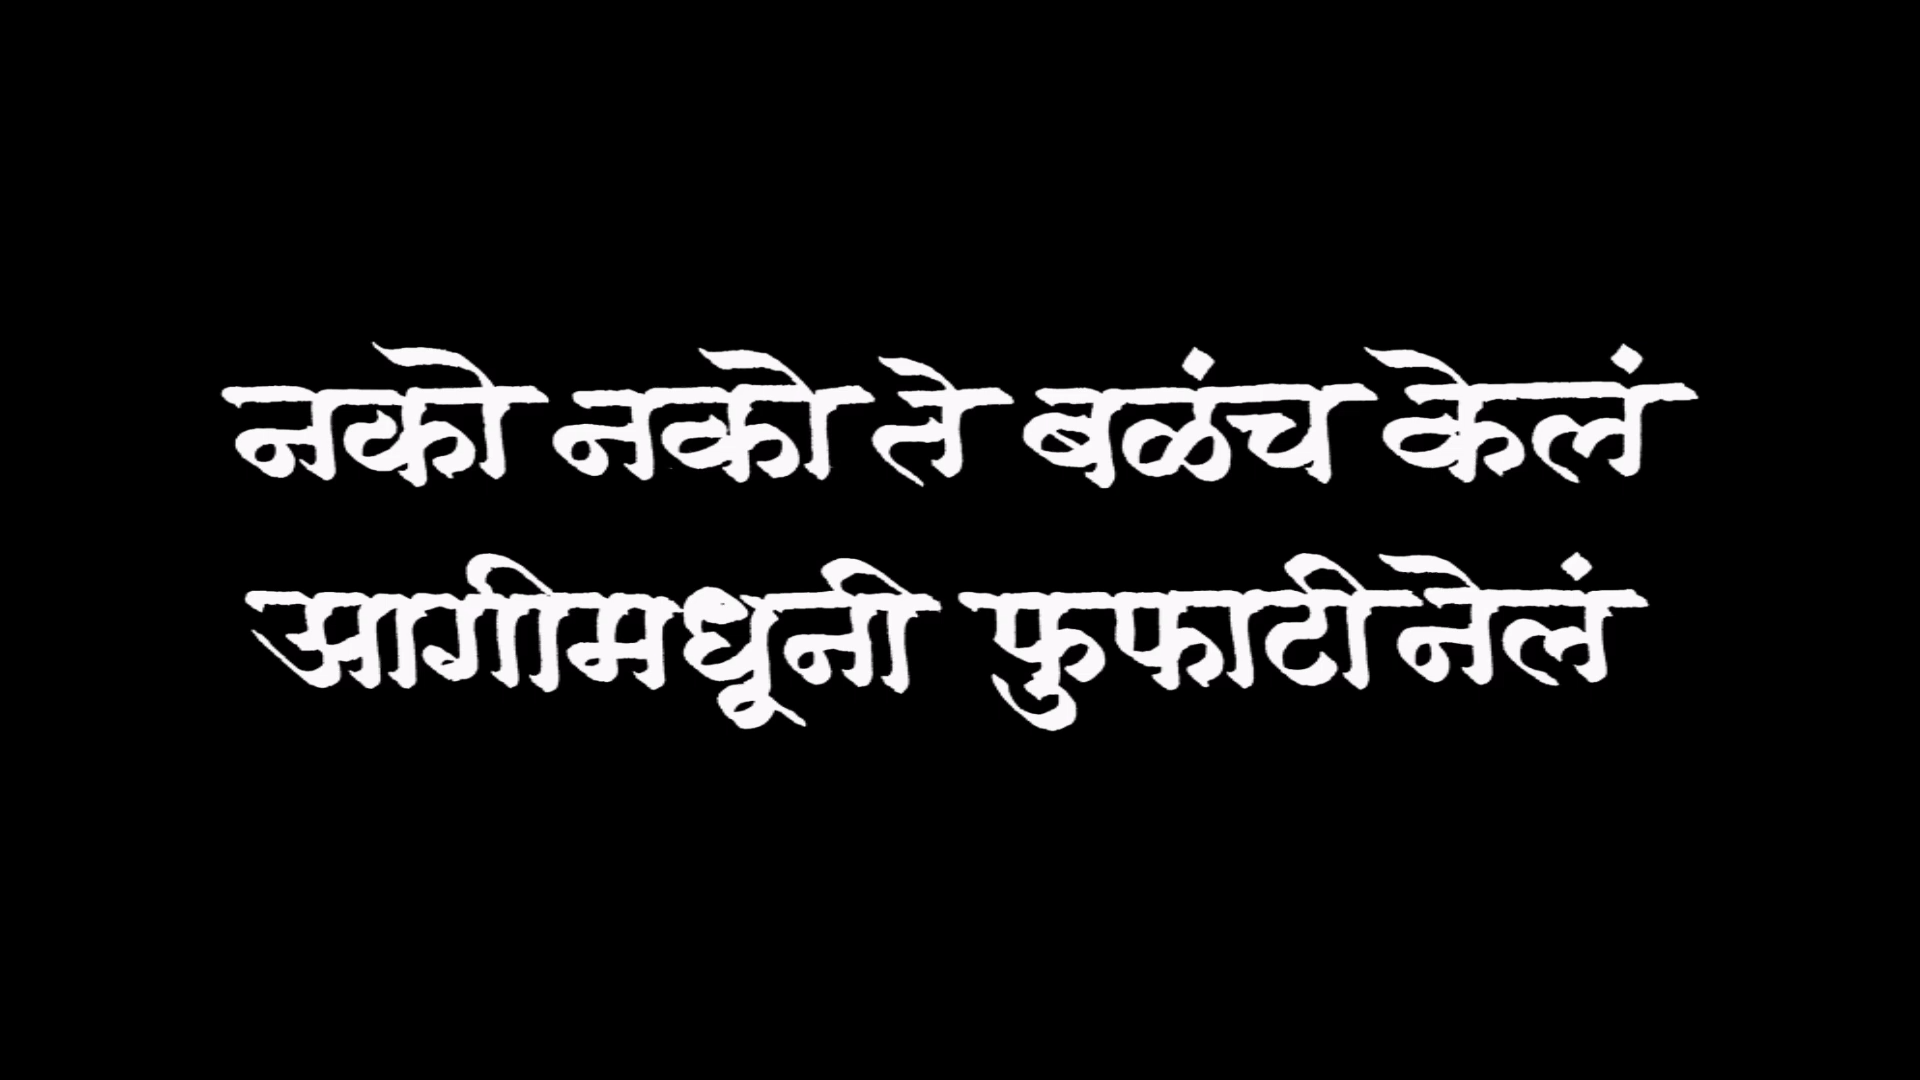 नको नको ते बळंच केलं
आगीमधूनी फुफाटी नेलं